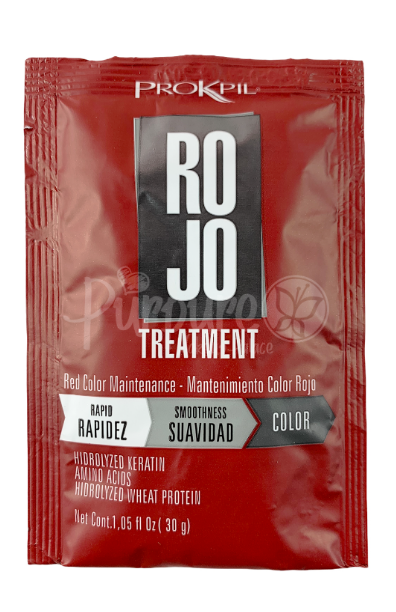 PROKPIL
RO
JO
Purpura
TREATMENT
Red Color Maintenance - Mantenimiento Color Rojo
RAPID
RAPIDEZ
SMOOTHNESS
SUAVIDAD
COLOR
HIDROLYZED KERATIN
AMINO ACIDS
HIDROLYZED WHEAT PROTEIN
Net Cont.1,05 fl Oz( 30 g)